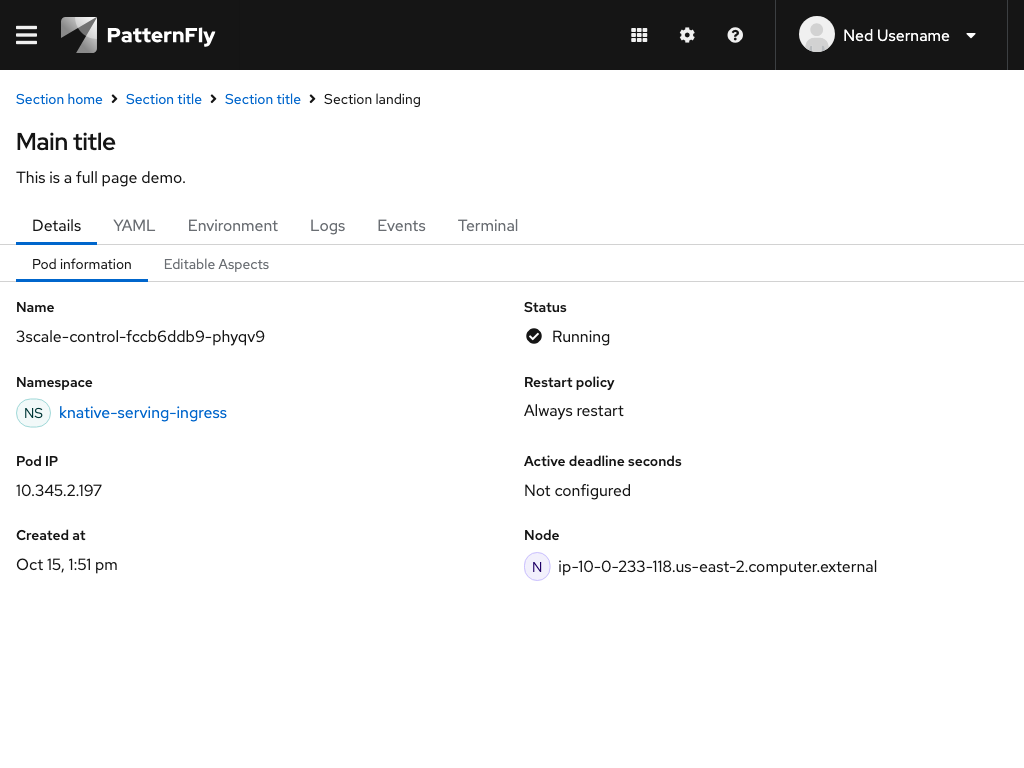 PatternFly
Ned Username
Section home > Section title > Section title > Section landing
Main title
This is a full page demo.
Details YAML Environment Logs Events Terminal
Pod information Editable Aspects
Name
3scale-control-fccb6ddb9-phyqv9
Status
Running
Namespace
NS knative-serving-ingress
Restart policy
Always restart
Pod IP
10.345.2.197
Active deadline seconds
Not configured
Created at
Oct 15, 1:51 pm
Node
N ip-10-0-233-118.us-east-2.computer.external